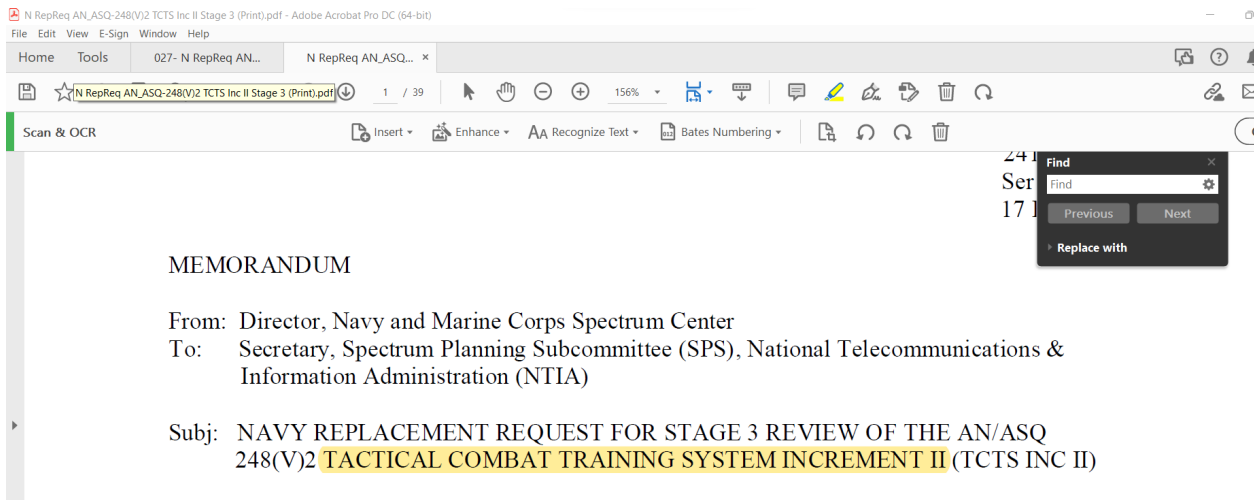 N RepReq AN_ASQ-248(V)2 TCTS Inc II Stage 3 (Print).pdf - Adobe Acrobat Pro DC (64-bit)
File Edit View E-Sign Window Help
Home Tools 027- N RepReq AN... N RepReq AN_ASQ... ×
N RepReq AN_ASQ-248(V)2 TCTS Inc II Stage 3 (Print).pdf 1 / 39 156%
Scan & OCR Insert Enhance Recognize Text Bates Numbering
Find
Ser
Find
17
Previous Next
Replace with
MEMORANDUM
From: Director, Navy and Marine Corps Spectrum Center
To: Secretary, Spectrum Planning Subcommittee (SPS), National Telecommunications &
Information Administration (NTIA)
Subj: NAVY REPLACEMENT REQUEST FOR STAGE 3 REVIEW OF THE AN/ASQ
248(V)2 TACTICAL COMBAT TRAINING SYSTEM INCREMENT II (TCTS INC II)